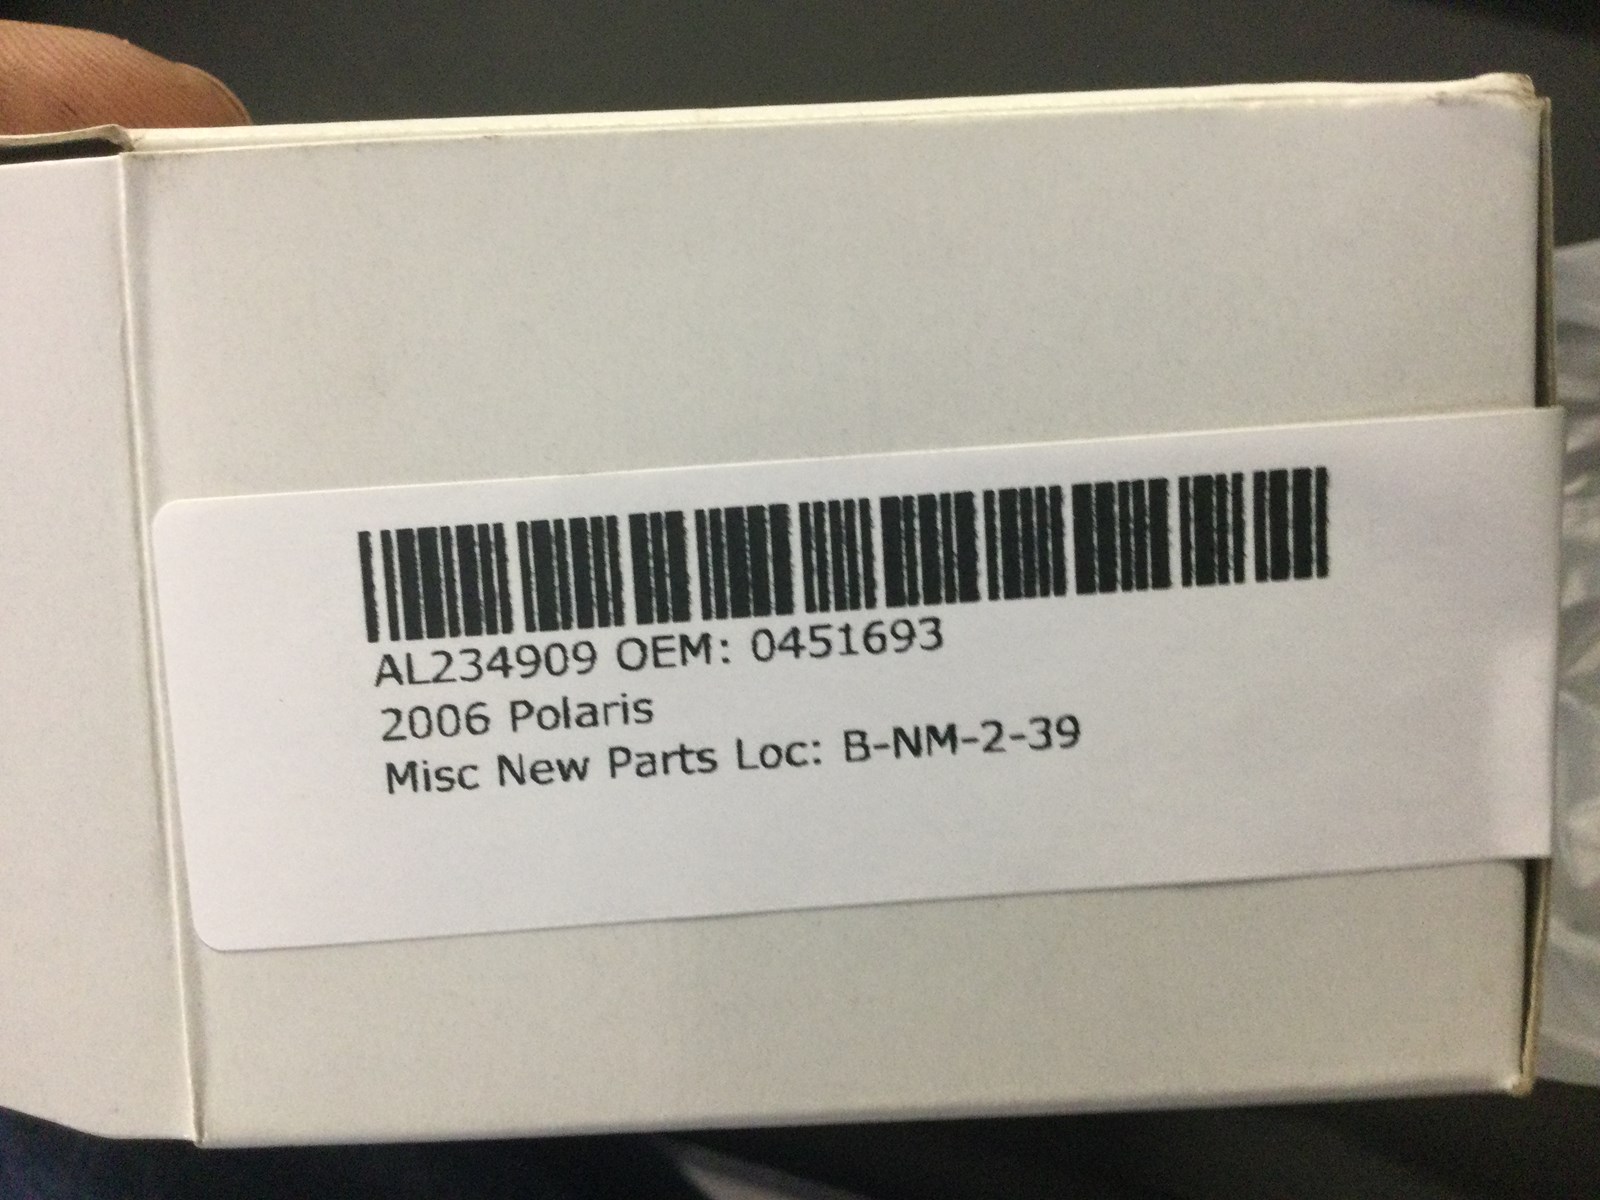 AL234909 OEM: 0451693
2006 Polaris
Misc New Parts Loc: B-NM-2-39